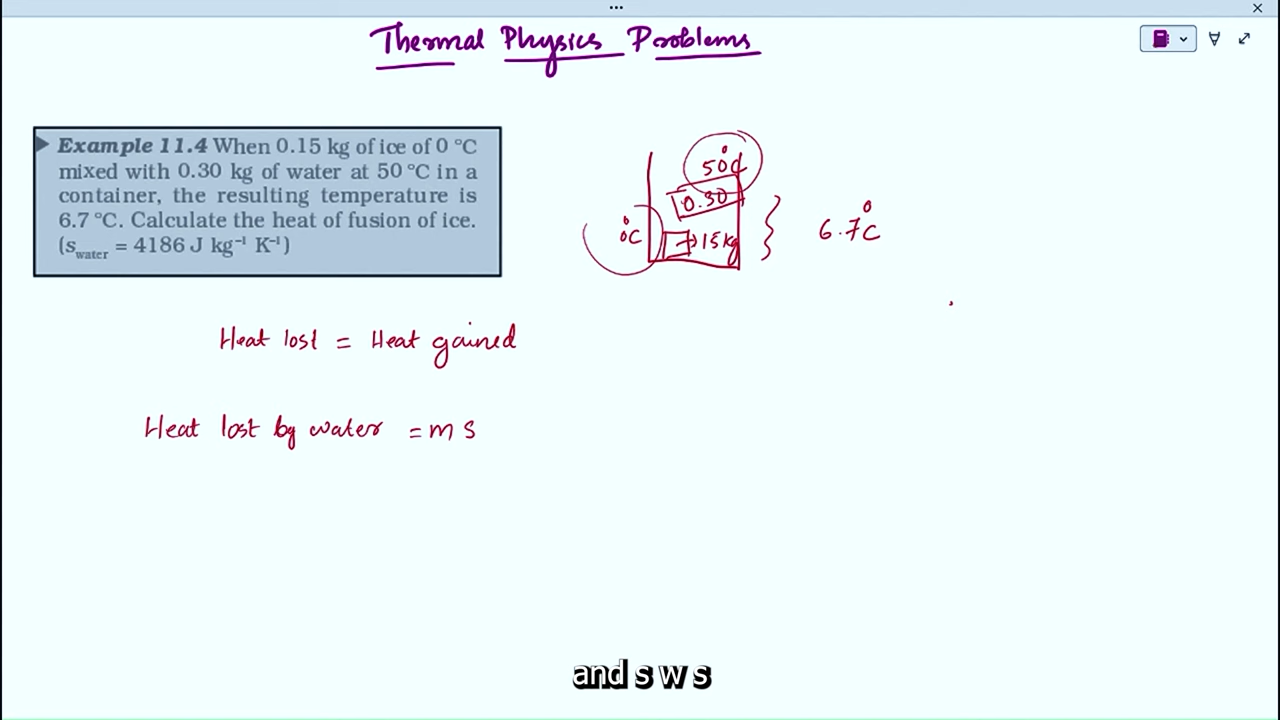 Thermal Physics Problems
Example 11.4 When 0.15 kg of ice of 0 °C
mixed with 0.30 kg of water at 50 °C in a
container, the resulting temperature is
6.7 °C. Calculate the heat of fusion of ice.
(s_water = 4186 J kg⁻¹ K⁻¹)
50°C
0.30
0°C
15 kg
6.7°C
Heat lost = Heat gained
Heat lost by water = m s
and s w s